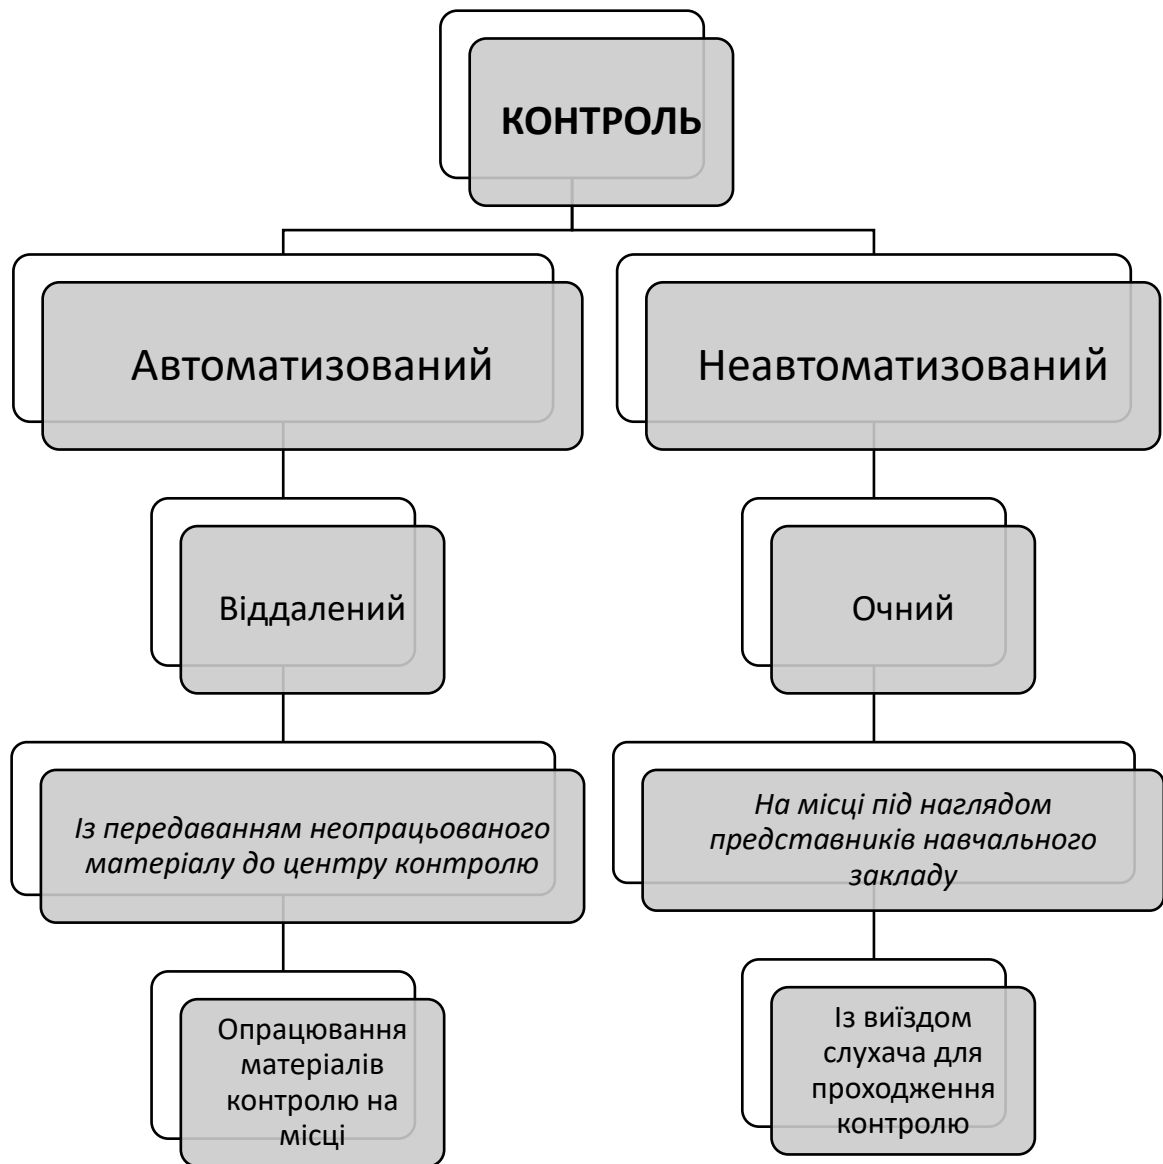 КОНТРОЛЬ
Автоматизований
Неавтоматизований
Віддалений
Очний
Із передаванням неопрацьованого
матеріалу до центру контролю
На місці під наглядом
представників навчального
закладу
Опрацювання
матеріалів
контролю на
місці
Із виїздом
слухача для
проходження
контролю